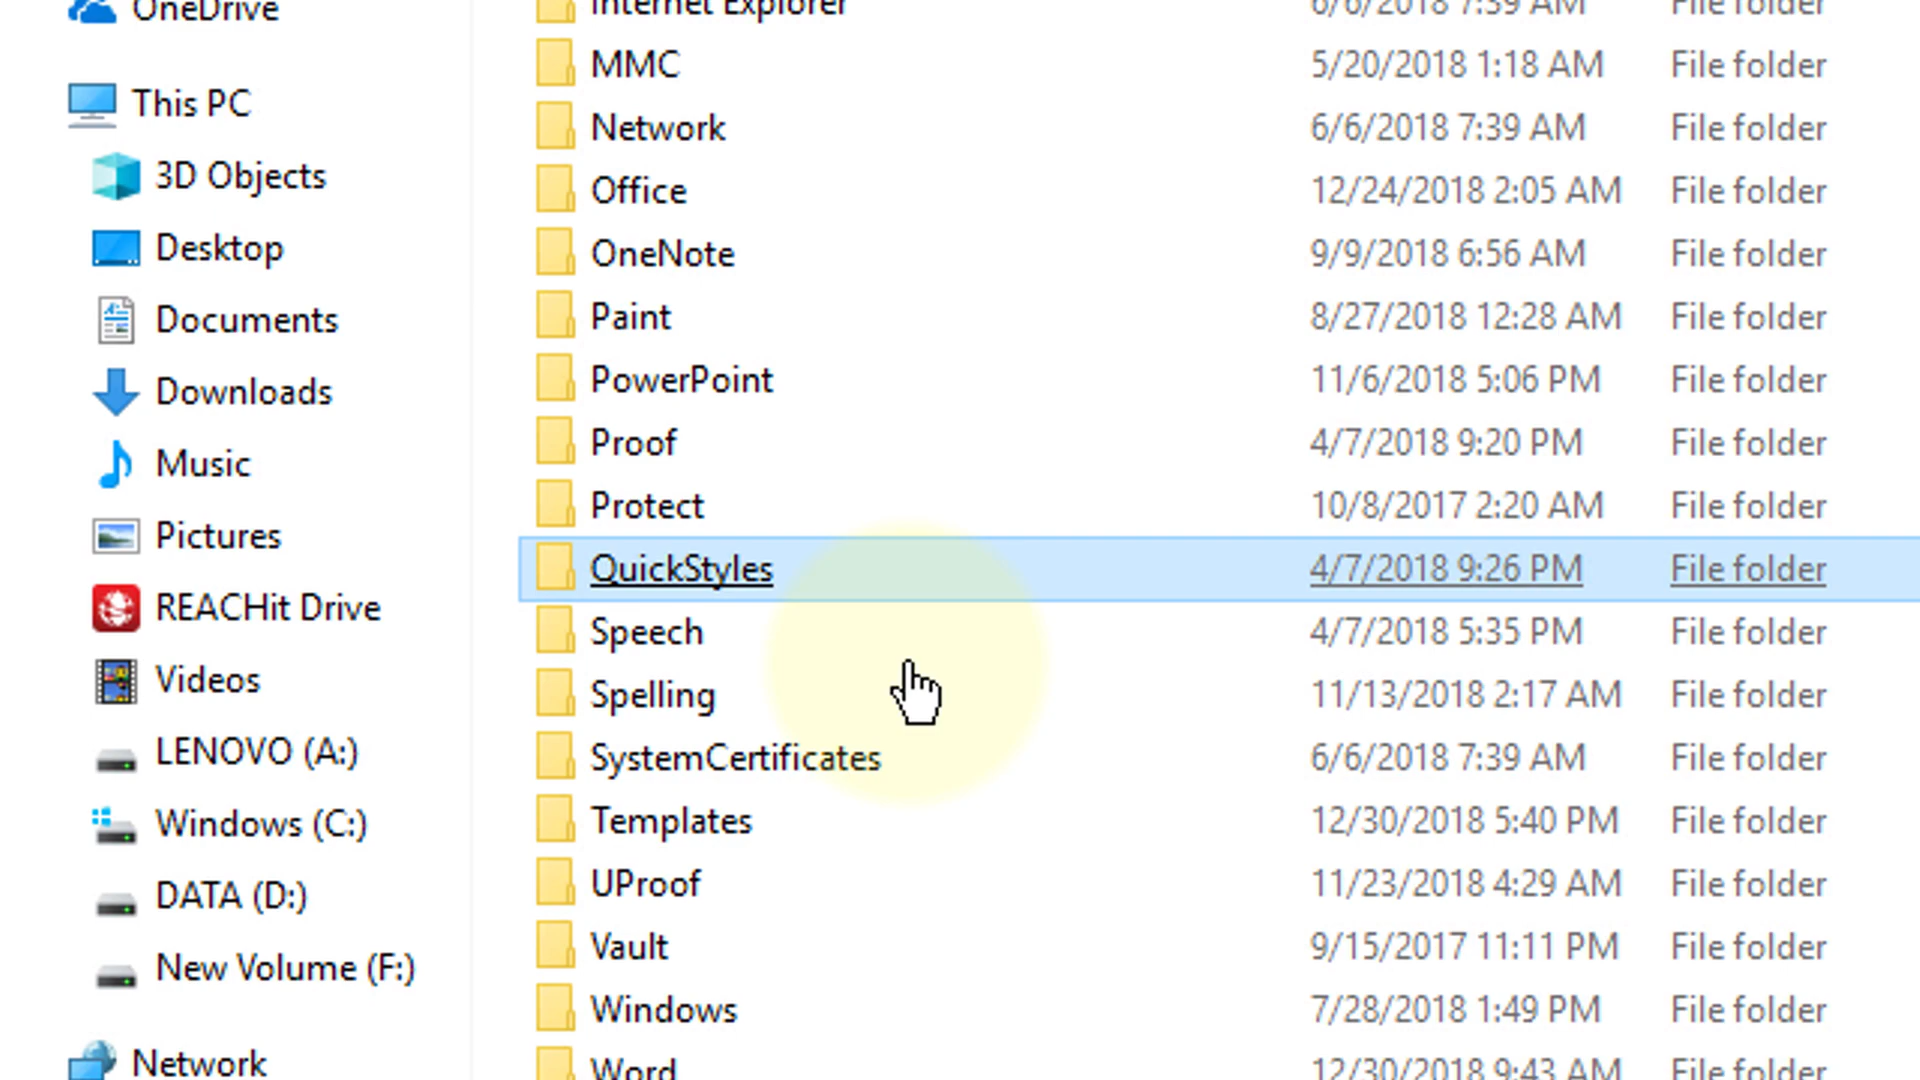 OneDrive
This PC
3D Objects
Desktop
Documents
Downloads
Music
Pictures
REACHit Drive
Videos
LENOVO (A:)
Windows (C:)
DATA (D:)
New Volume (F:)
Network
Internet Explorer 6/6/2018 7:39 AM File folder
MMC 5/20/2018 1:18 AM File folder
Network 6/6/2018 7:39 AM File folder
Office 12/24/2018 2:05 AM File folder
OneNote 9/9/2018 6:56 AM File folder
Paint 8/27/2018 12:28 AM File folder
PowerPoint 11/6/2018 5:06 PM File folder
Proof 4/7/2018 9:20 PM File folder
Protect 10/8/2017 2:20 AM File folder
QuickStyles 4/7/2018 9:26 PM File folder
Speech 4/7/2018 5:35 PM File folder
Spelling 11/13/2018 2:17 AM File folder
SystemCertificates 6/6/2018 7:39 AM File folder
Templates 12/30/2018 5:40 PM File folder
UProof 11/23/2018 4:29 AM File folder
Vault 9/15/2017 11:11 PM File folder
Windows 7/28/2018 1:49 PM File folder
Word 12/30/2018 9:43 AM File folder